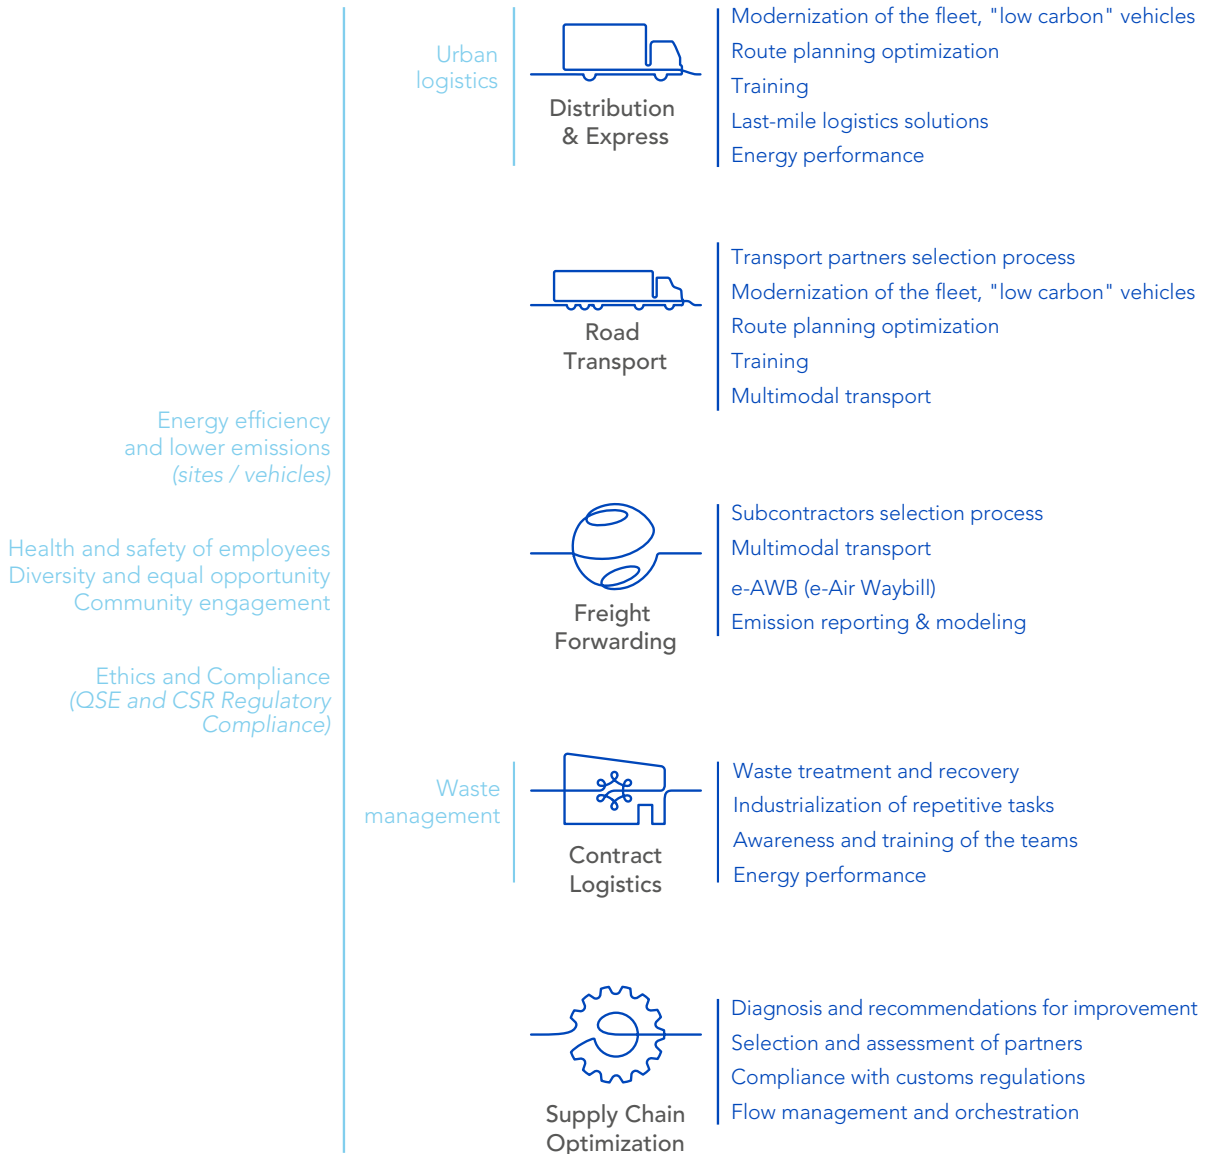 Energy efficiency
and lower emissions
(sites / vehicles)
Health and safety of employees
Diversity and equal opportunity
Community engagement
Ethics and Compliance
(QSE and CSR Regulatory
Compliance)
Urban
logistics
Distribution
& Express
Modernization of the fleet, "low carbon" vehicles
Route planning optimization
Training
Last-mile logistics solutions
Energy performance
Road
Transport
Transport partners selection process
Modernization of the fleet, "low carbon" vehicles
Route planning optimization
Training
Multimodal transport
Freight
Forwarding
Subcontractors selection process
Multimodal transport
e-AWB (e-Air Waybill)
Emission reporting & modeling
Waste
management
Contract
Logistics
Waste treatment and recovery
Industrialization of repetitive tasks
Awareness and training of the teams
Energy performance
Supply Chain
Optimization
Diagnosis and recommendations for improvement
Selection and assessment of partners
Compliance with customs regulations
Flow management and orchestration